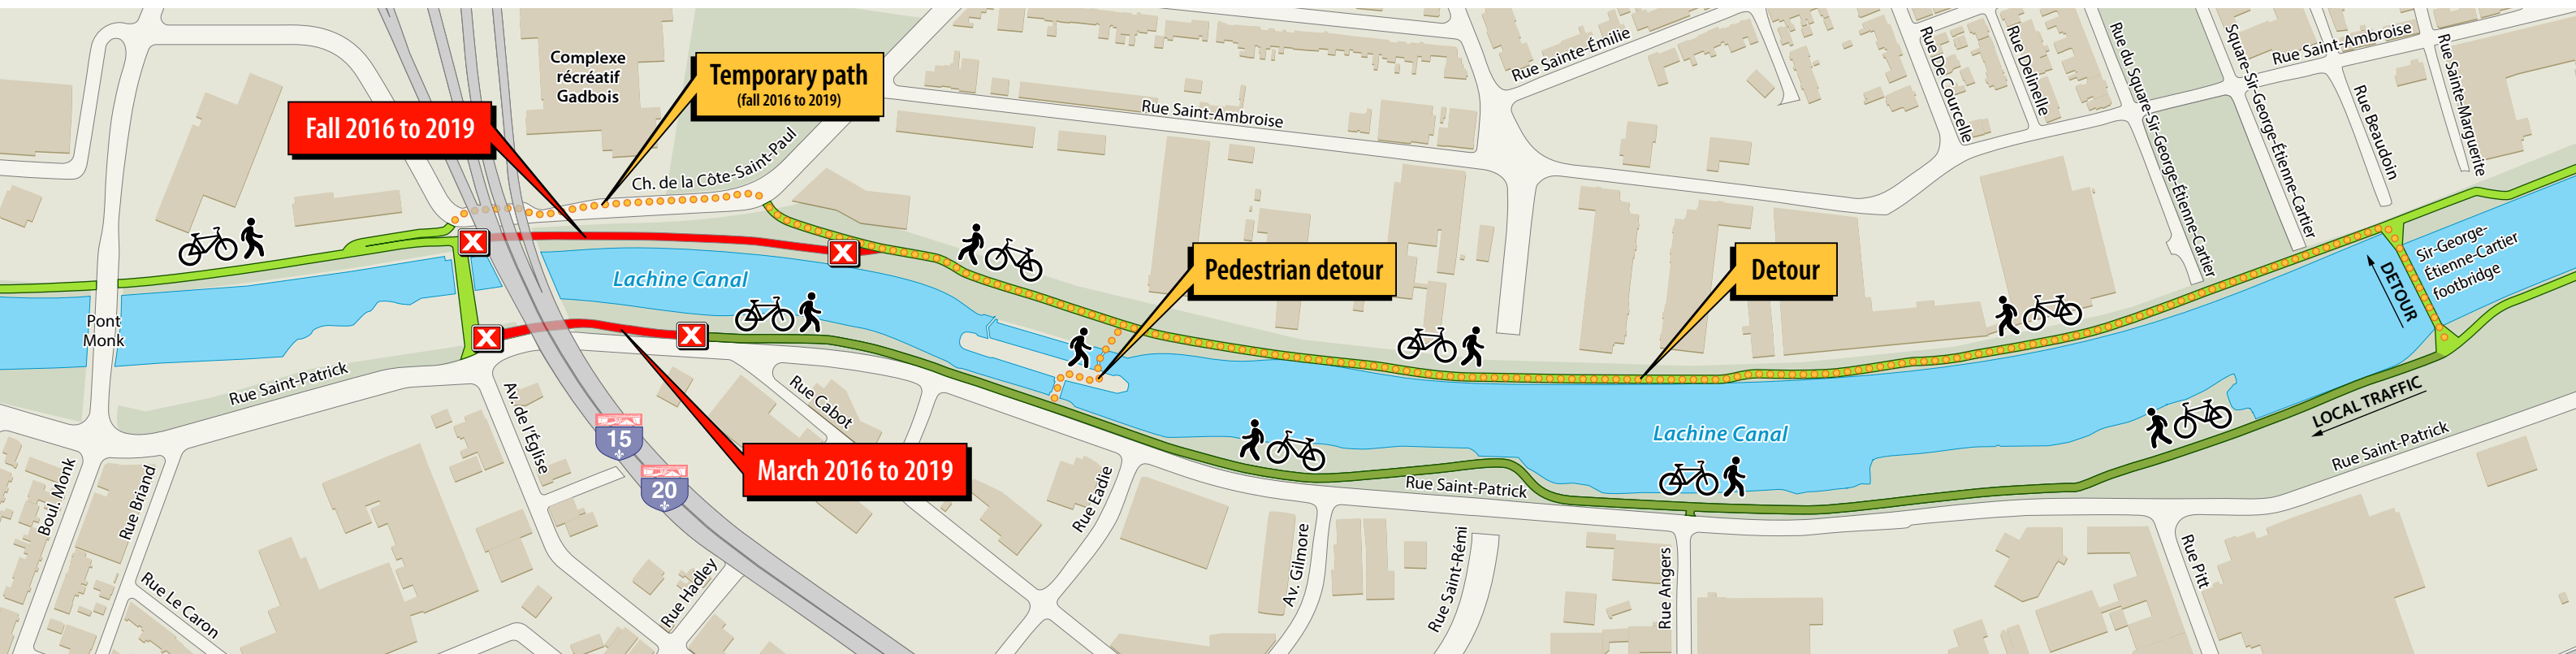 Complexe
récréatif
Gadbois
Temporary path
(fall 2016 to 2019)
Fall 2016 to 2019
Ch. de la Côte-Saint-Paul
Rue Saint-Ambroise
Rue Sainte-Émilie
Rue De Courcelle
Rue Delinelle
Rue du Square-Sir-George-Étienne-Cartier
Square-Sir-George-Étienne-Cartier
Rue Saint-Ambroise
Rue Beaudoin
Rue Sainte-Marguerite
Lachine Canal
Pedestrian detour
Detour
Sir-George-
Étienne-Cartier
footbridge
DETOUR
Pont
Monk
Rue Saint-Patrick
Av. de l'Église
Rue Cabot
15
20
March 2016 to 2019
Lachine Canal
LOCAL TRAFFIC
Rue Saint-Patrick
Rue Saint-Patrick
Boul. Monk
Rue Briand
Rue Le Caron
Rue Hadley
Rue Eadie
Av. Gilmore
Rue Saint-Rémi
Rue Angers
Rue Pitt